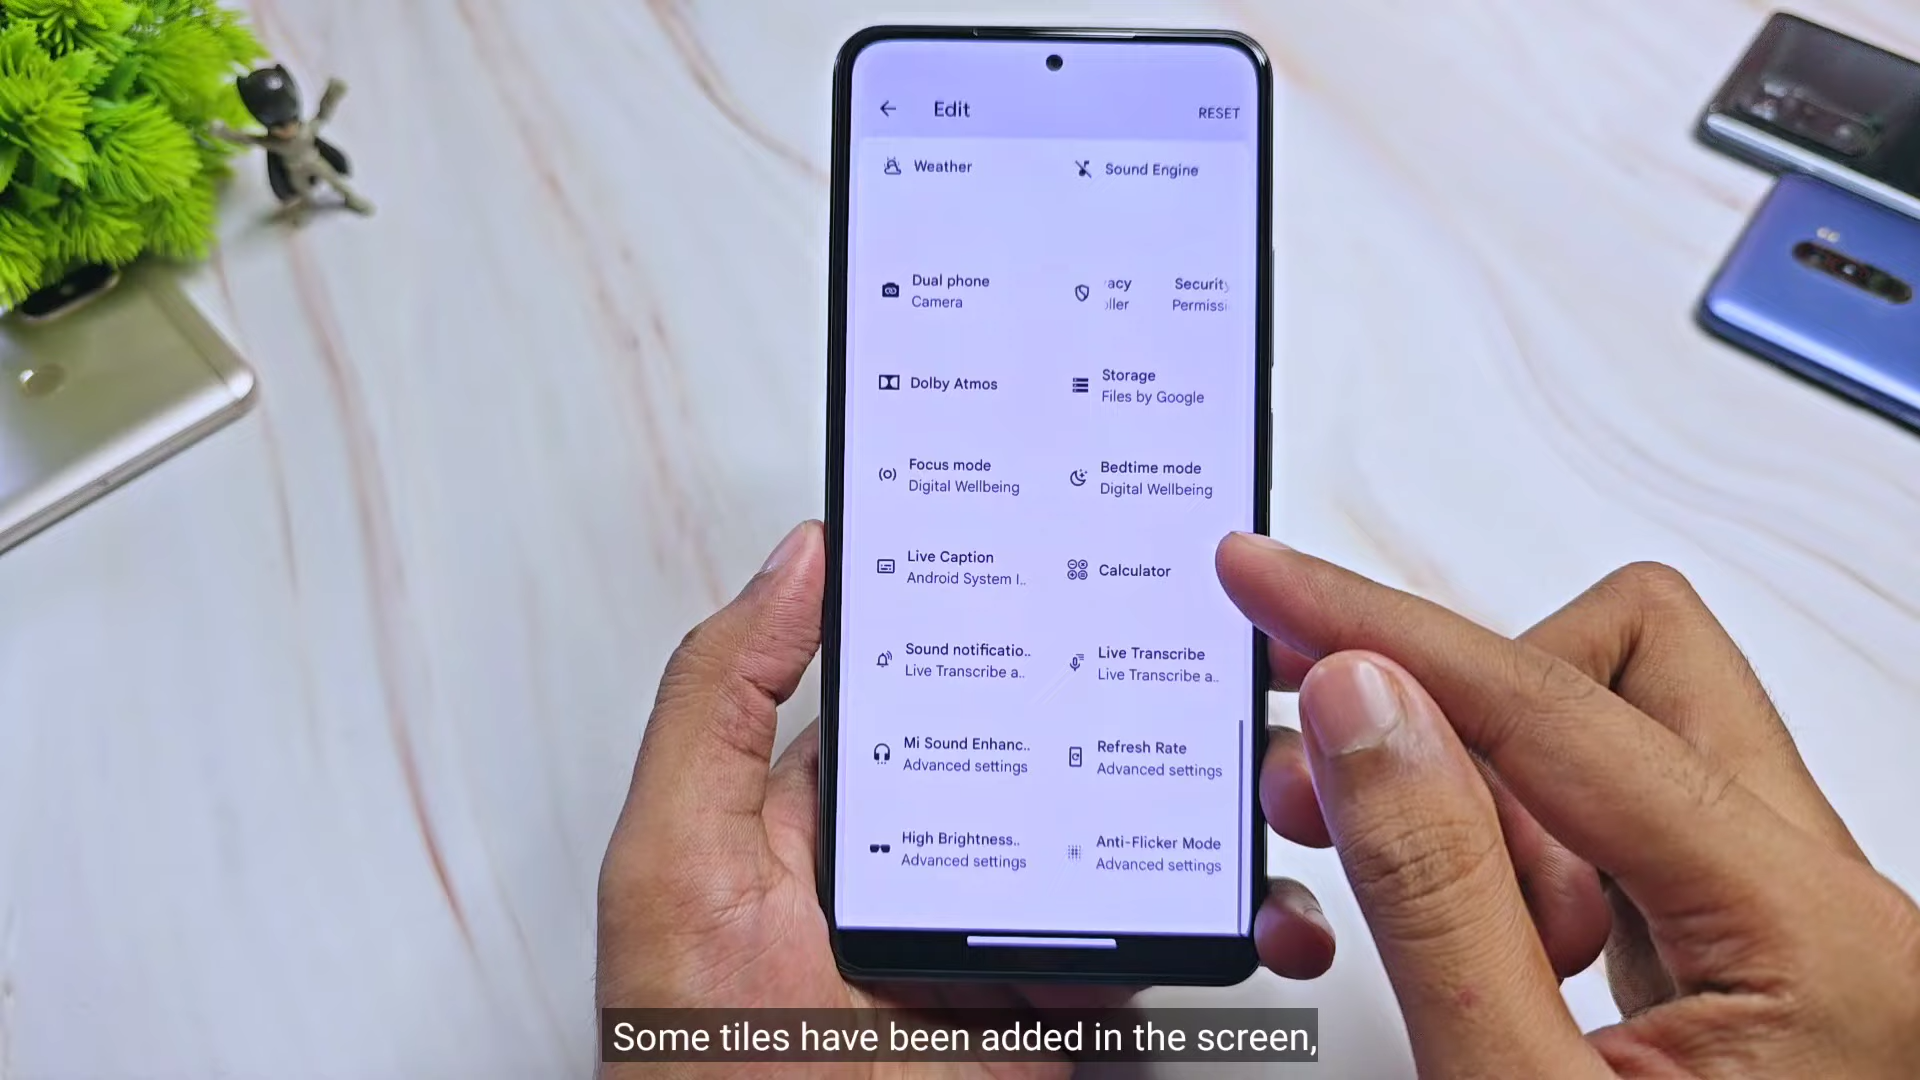 Edit
RESET
Weather
Sound Engine
Dual phone
Camera
acy
Security
ller
Permissi
Dolby Atmos
Storage
Files by Google
Focus mode
Digital Wellbeing
Bedtime mode
Digital Wellbeing
Live Caption
Android System I..
Calculator
Sound notificatio..
Live Transcribe a..
Live Transcribe
Live Transcribe a..
Mi Sound Enhanc..
Advanced settings
Refresh Rate
Advanced settings
High Brightness..
Advanced settings
Anti-Flicker Mode
Advanced settings
Some tiles have been added in the screen,